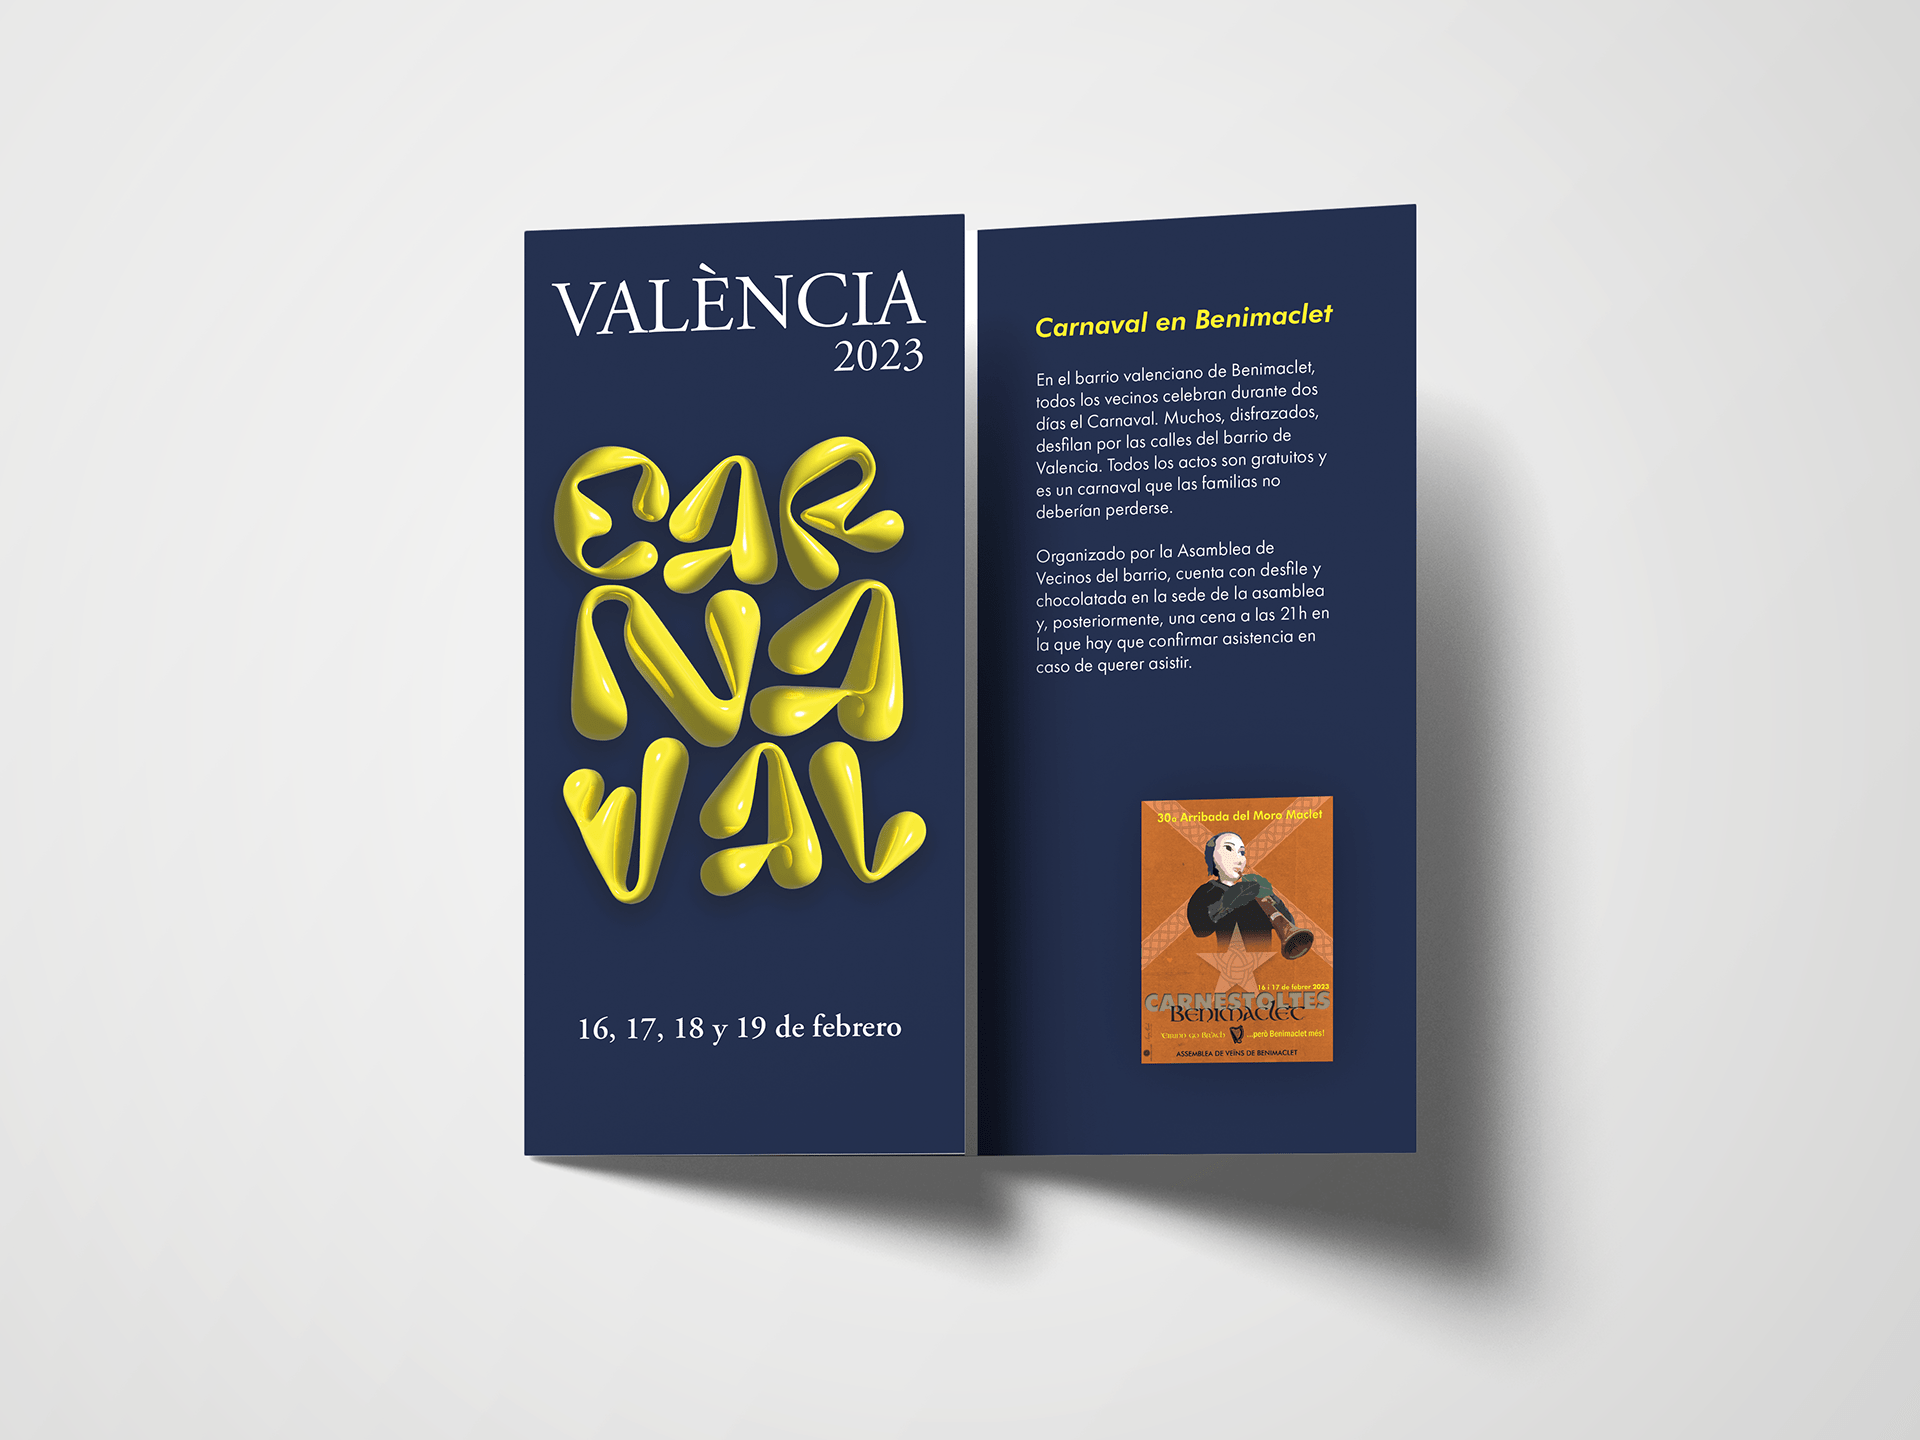 VALÈNCIA
2023
CARNAVAL
16, 17, 18 y 19 de febrero
Carnaval en Benimaclet
En el barrio valenciano de Benimaclet,
todos los vecinos celebran durante dos
días el Carnaval. Muchos, disfrazados,
desfilan por las calles del barrio de
Valencia. Todos los actos son gratuitos y
es un carnaval que las familias no
deberían perderse.
Organizado por la Asamblea de
Vecinos del barrio, cuenta con desfile y
chocolatada en la sede de la asamblea
y, posteriormente, una cena a las 21h en
la que hay que confirmar asistencia en
caso de querer asistir.
30a Arribada del Moro Maclet
16 i 17 de febrer 2023
CARNESTOLTES
Benimaclet
...però Benimaclet més!
ASSEMBLEA DE VEÏNS DE BENIMACLET